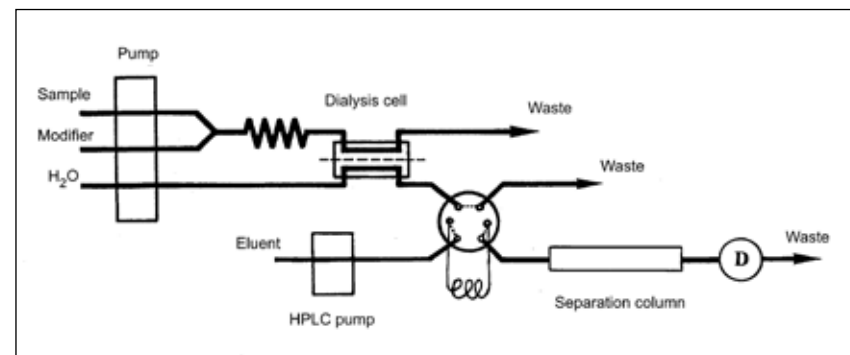 Pump
Sample
Dialysis cell
Waste
Modifier
H₂O
Waste
Eluent
D
Waste
HPLC pump
Separation column